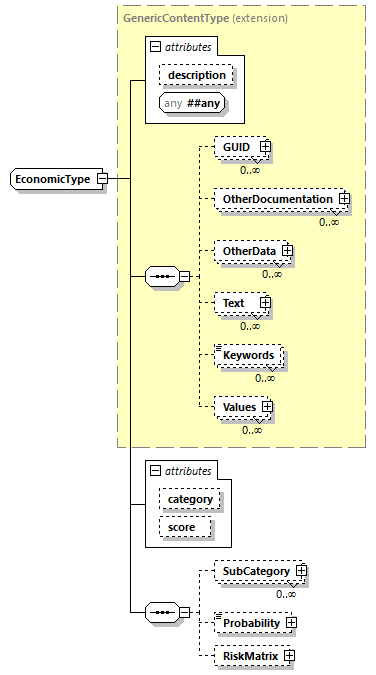 GenericContentType (extension)
attributes
description
any ##any
EconomicType
GUID
0..∞
OtherDocumentation
0..∞
OtherData
0..∞
Text
0..∞
Keywords
0..∞
Values
0..∞
attributes
category
score
SubCategory
0..∞
Probability
RiskMatrix